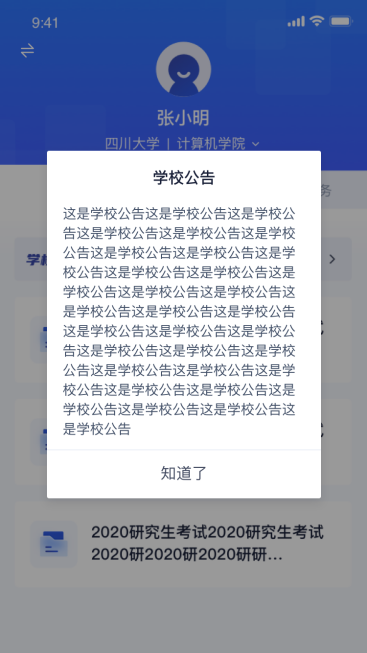 9:41
张小明
四川大学 | 计算机学院
学校公告
这是学校公告这是学校公告这是学校公
告这是学校公告这是学校公告这是学校
公告这是学校公告这是学校公告这是学
校公告这是学校公告这是学校公告这是
学校公告这是学校公告这是学校公告这
是学校公告这是学校公告这是学校公告
这是学校公告这是学校公告这是学校公
告这是学校公告这是学校公告这是学校
公告这是学校公告这是学校公告这是学
校公告这是学校公告这是学校公告这是
学校公告这是学校公告这是学校公告这
是学校公告
知道了
务
学
2020研究生考试2020研究生考试
2020研2020研2020研研...